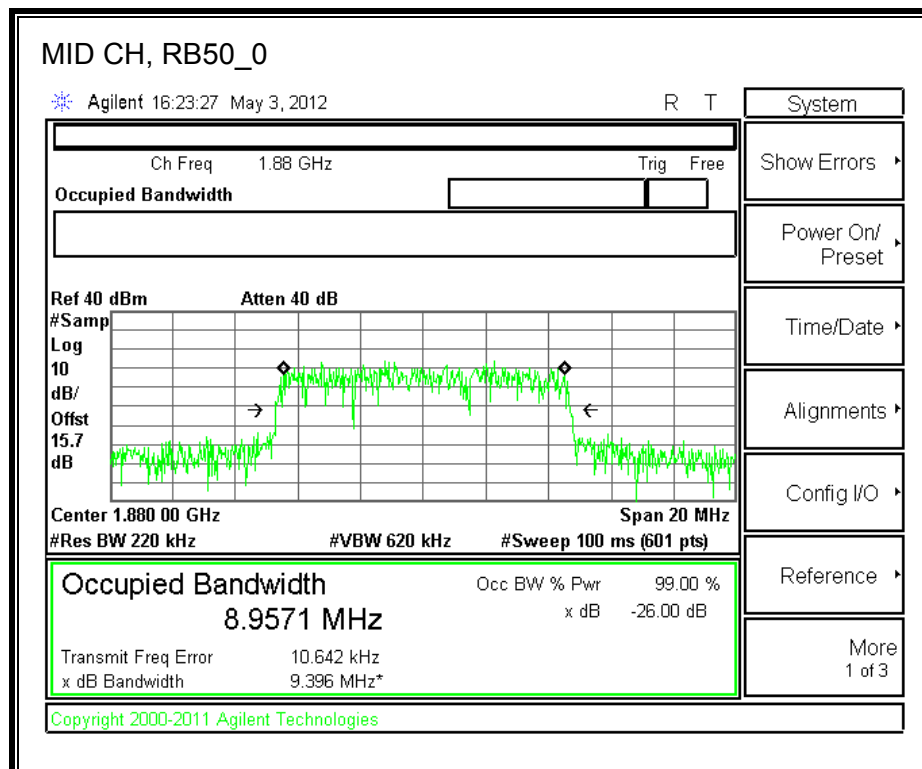 MID CH, RB50_0
Agilent 16:23:27 May 3, 2012 R T
System
Ch Freq 1.88 GHz Trig Free
Occupied Bandwidth
Show Errors
Power On/
Preset
Time/Date
Alignments
Config I/O
Reference
More
1 of 3
Ref 40 dBm Atten 40 dB
#Samp
Log
10
dB/
Offst
15.7
dB
Center 1.880 00 GHz Span 20 MHz
#Res BW 220 kHz #VBW 620 kHz #Sweep 100 ms (601 pts)
Occupied Bandwidth
8.9571 MHz
Occ BW % Pwr 99.00 %
x dB -26.00 dB
Transmit Freq Error 10.642 kHz
x dB Bandwidth 9.396 MHz*
Copyright 2000-2011 Agilent Technologies